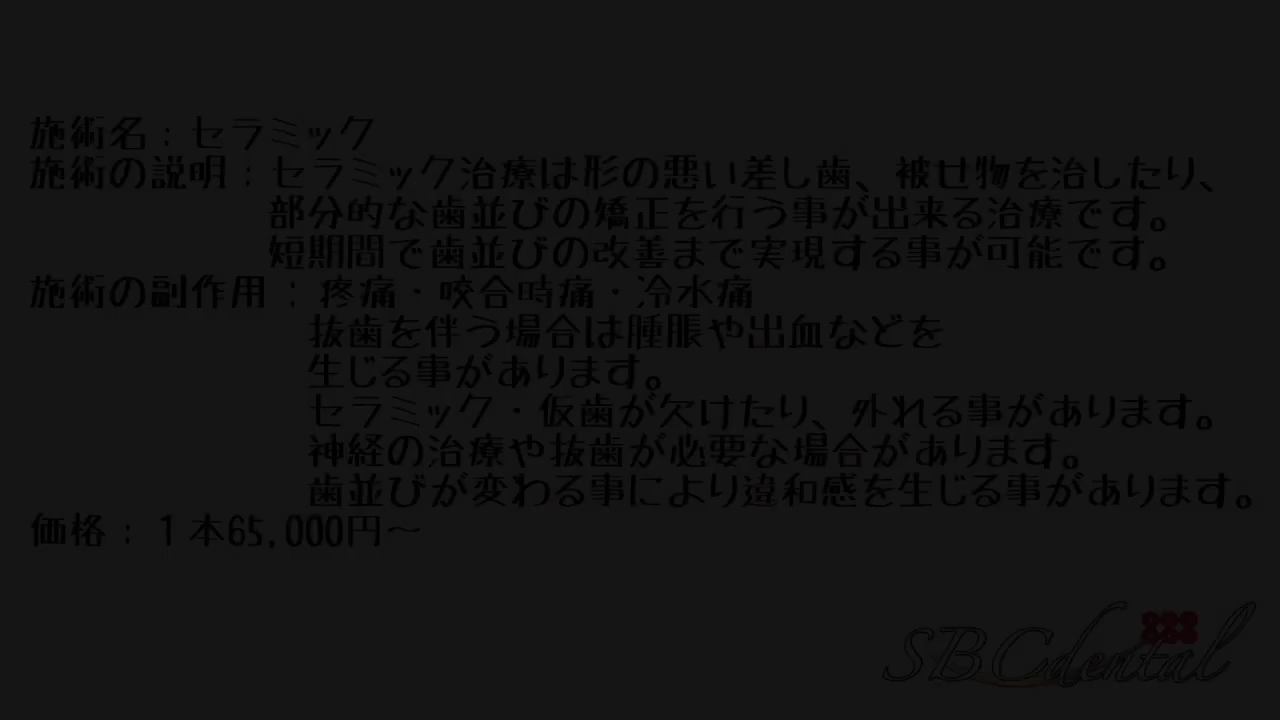 施術名：セラミック
施術の説明：セラミック治療は形の悪い差し歯、被せ物を治したり、
部分的な歯並びの矯正を行う事が出来る治療です。
短期間で歯並びの改善まで実現する事が可能です。
施術の副作用：疼痛・咬合時痛・冷水痛
抜歯を伴う場合は腫脹や出血などを
生じる事があります。
セラミック・仮歯が欠けたり、外れる事があります。
神経の治療や抜歯が必要な場合があります。
歯並びが変わる事により違和感を生じる事があります。
価格：１本65,000円～
SBCdental